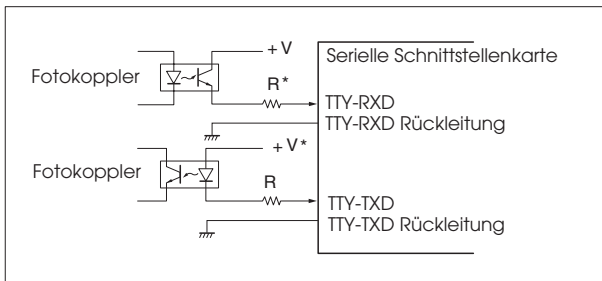 +V
Serielle Schnittstellenkarte
Fotokoppler
R*
TTY-RXD
TTY-RXD Rückleitung
+V*
Fotokoppler
R
TTY-TXD
TTY-TXD Rückleitung